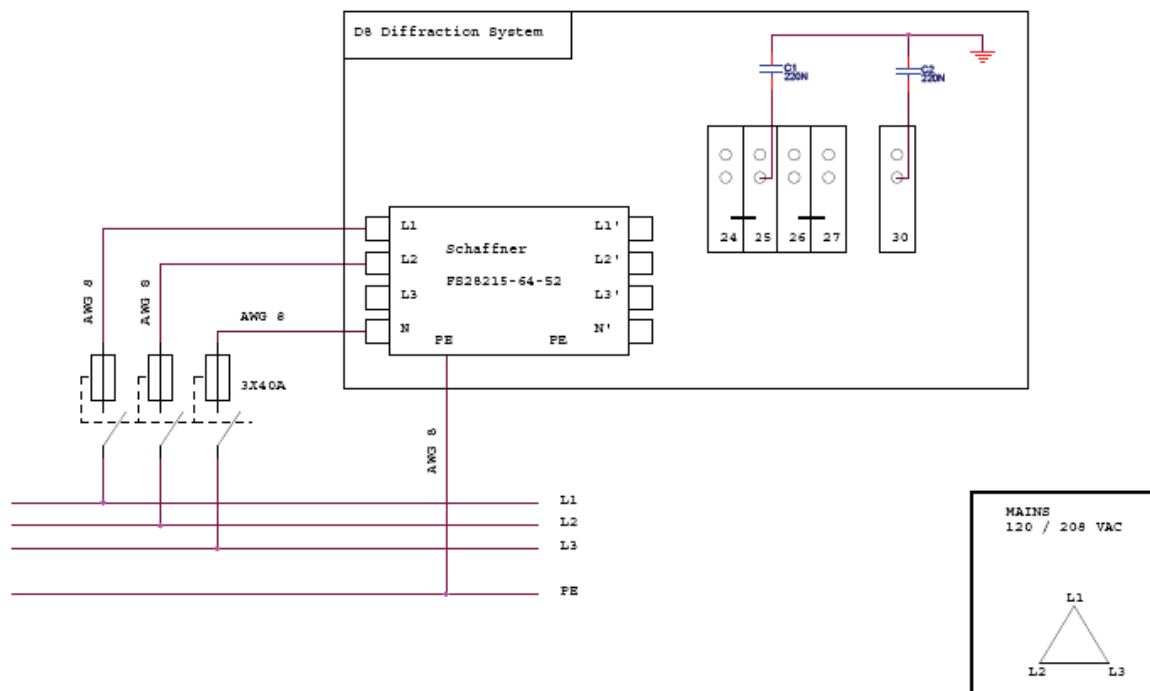 D8 Diffraction System
C1
220N
C2
220N
24 25 26 27
30
L1 L1'
Schaffner
L2 L2'
FS28215-64-52
L3 L3'
N N'
PE PE
AWG 8
AWG 8
AWG 8
3X40A
AWG 8
L1
L2
L3
PE
MAINS
120 / 208 VAC
L1
L2 L3